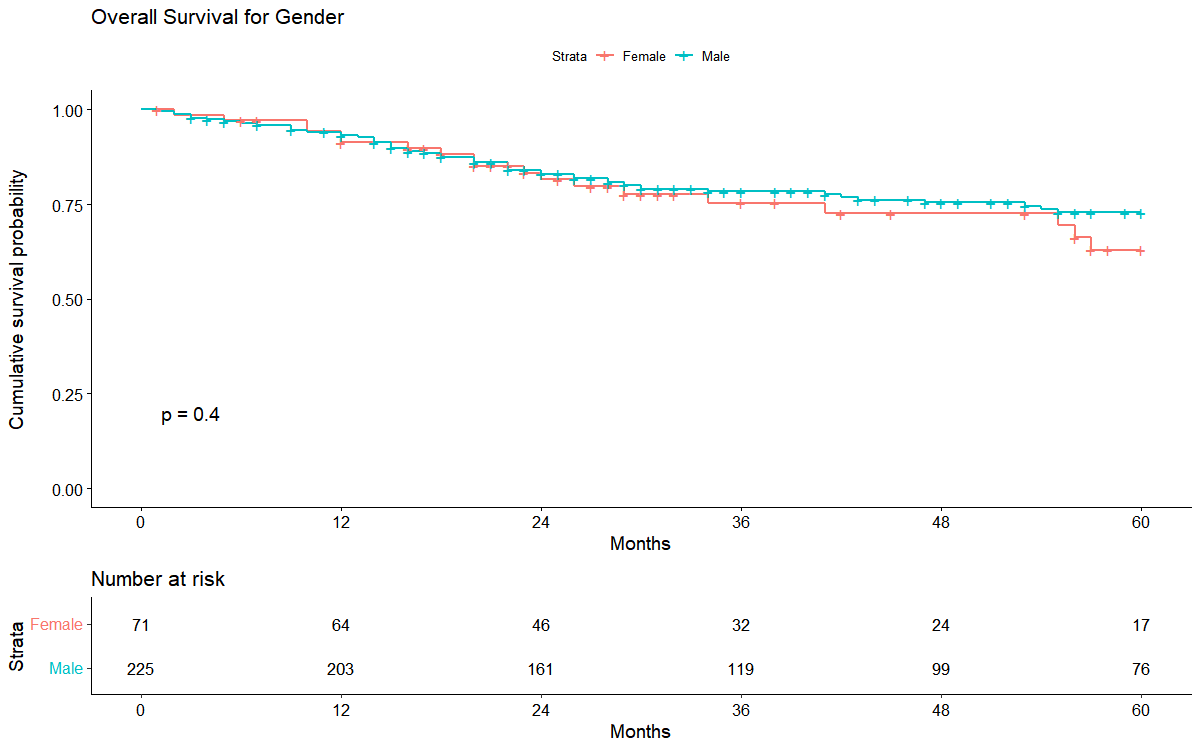 Overall Survival for Gender
Strata Female Male
Cumulative survival probability
1.00
0.75
0.50
0.25
0.00
p = 0.4
0 12 24 36 48 60
Months
Number at risk
Strata
Female 71 64 46 32 24 17
Male 225 203 161 119 99 76
0 12 24 36 48 60
Months